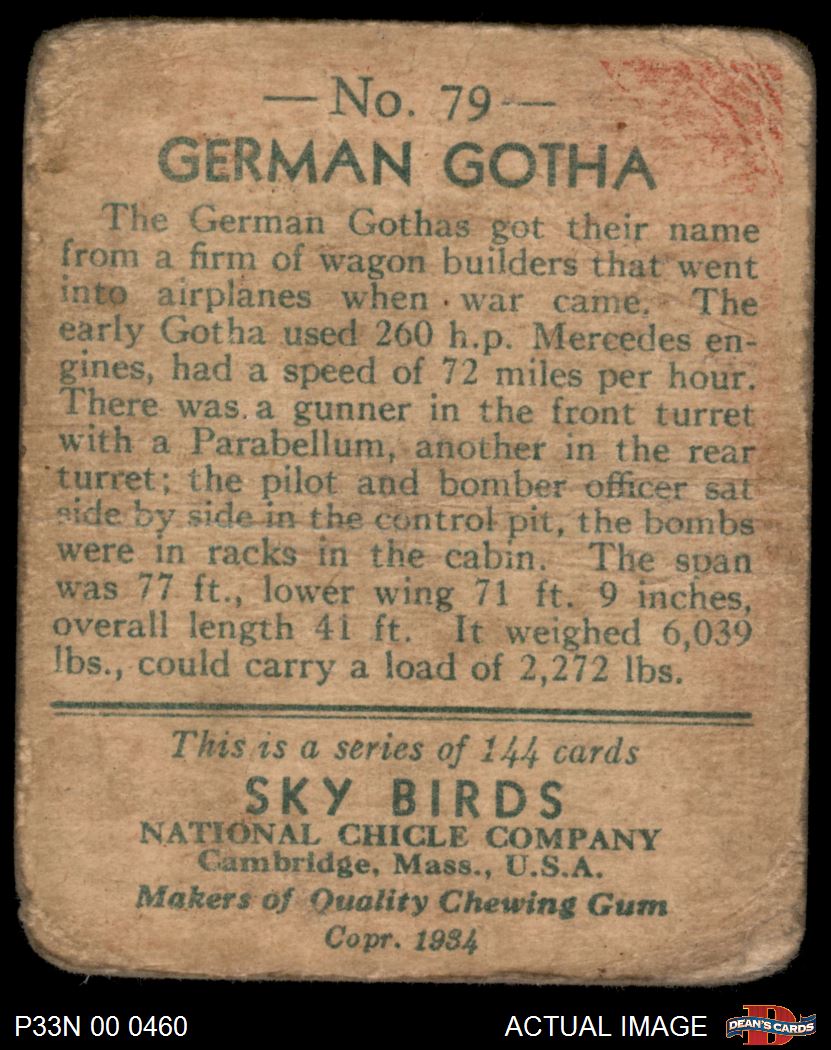 — No. 79 —
GERMAN GOTHA
The German Gothas got their name
from a firm of wagon builders that went
into airplanes when war came. The
early Gotha used 260 h.p. Mercedes en-
gines, had a speed of 72 miles per hour.
There was a gunner in the front turret
with a Parabellum, another in the rear
turret; the pilot and bomber officer sat
side by side in the control pit, the bombs
were in racks in the cabin. The span
was 77 ft., lower wing 71 ft. 9 inches,
overall length 41 ft. It weighed 6,039
lbs., could carry a load of 2,272 lbs.
This is a series of 144 cards
SKY BIRDS
NATIONAL CHICLE COMPANY
Cambridge, Mass., U.S.A.
Makers of Quality Chewing Gum
Copr. 1934
P33N 00 0460 ACTUAL IMAGE D DEAN'S CARDS